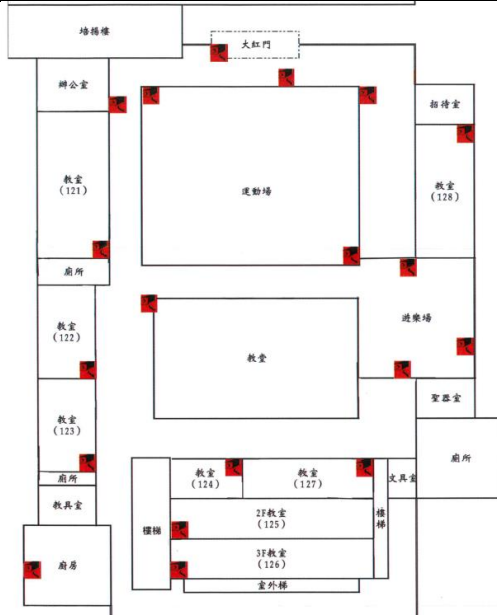 培揚樓
大紅門
辦公室
招待室
教室
(121)
運動場
教室
(128)
廁所
教室
(122)
遊樂場
教堂
教室
(123)
聖器室
廁所
教室
(124)
教室
(127)
文具室
廁所
教具室
2F教室
(125)
樓梯
樓梯
3F教室
(126)
廚房
室外梯